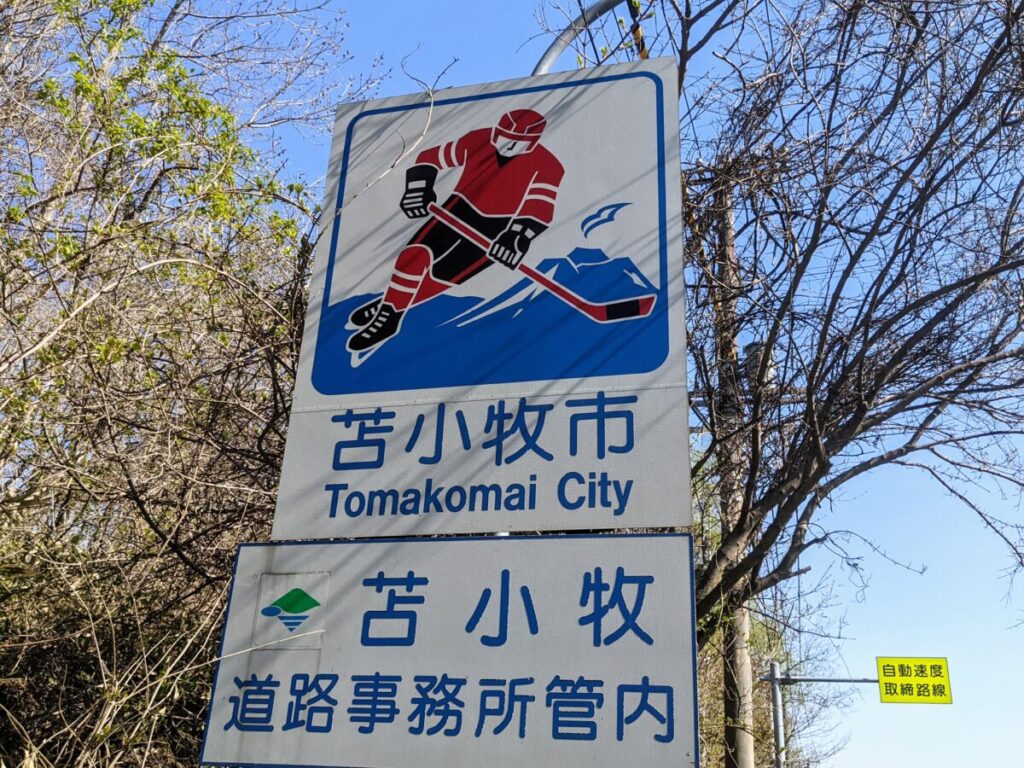 苫小牧市
Tomakomai City
苫小牧
道路事務所管内
自動速度
取締路線